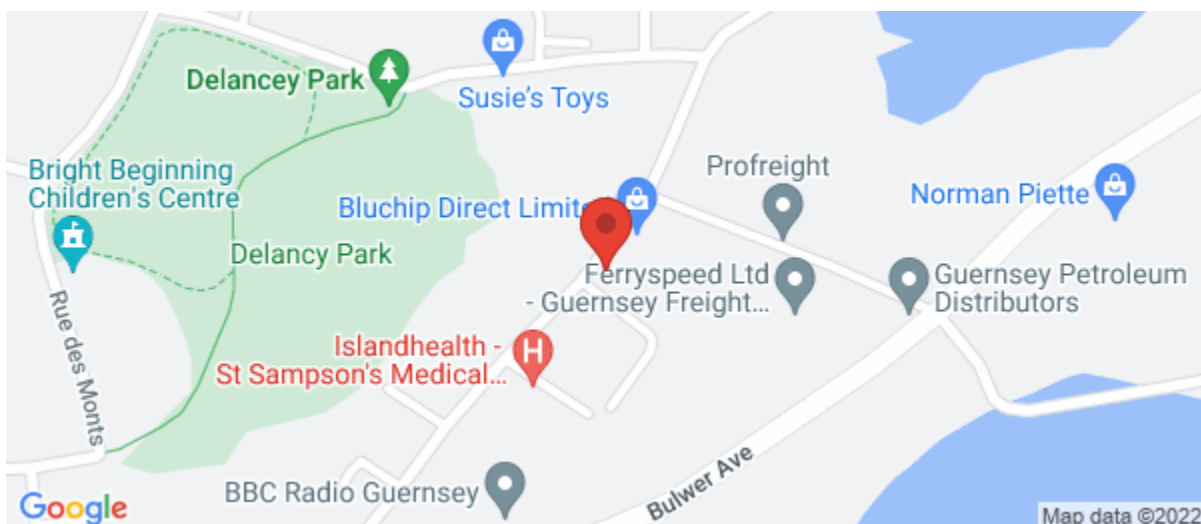 Delancey Park
Susie's Toys
Bright Beginning
Children's Centre
Profreight
Bluchip Direct
Norman Piette
Delancy Park
Ferryspeed Ltd
- Guernsey Freight...
Guernsey Petroleum
Distributors
Rue des Monts
Islandhealth -
St Sampson's Medical...
H
BBC Radio Guernsey
Bulwer Ave
Google
Map data ©2022